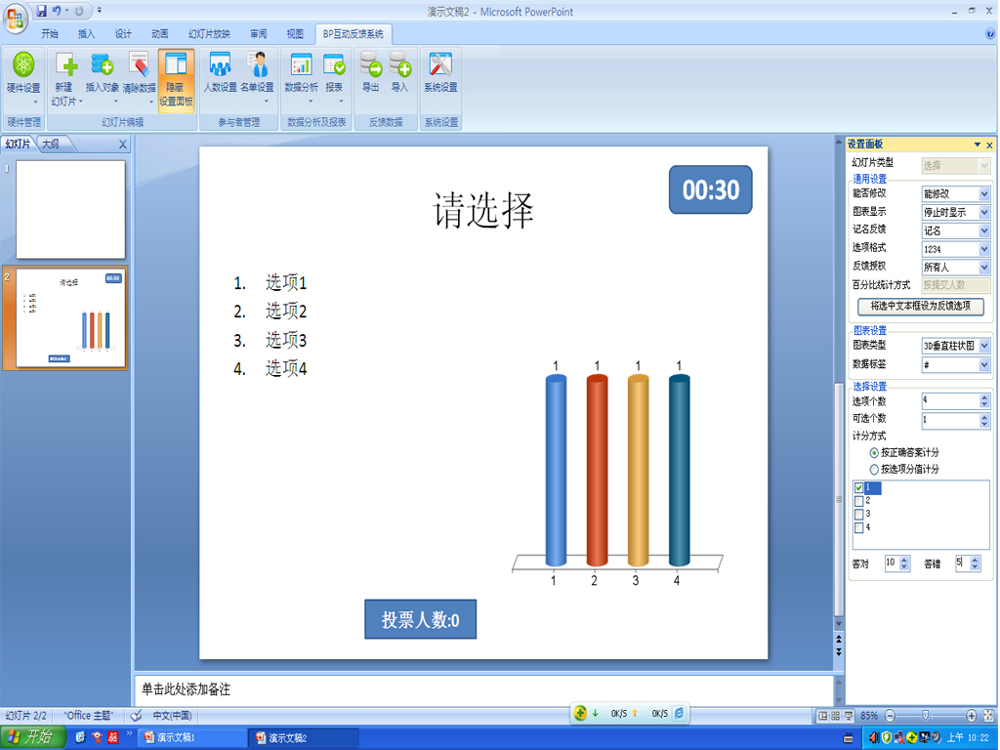 演示文稿2 - Microsoft PowerPoint
开始 插入 设计 动画 幻灯片放映 审阅 视图 BP互动反馈系统
硬件设置 新建幻灯片 插入对象 清除数据 隐藏设置面板 人数设置 名单设置 数据分析 报表 导出 导入 系统设置
硬件管理 幻灯片编辑 参与者管理 数据分析及报表 反馈数据 系统设置
幻灯片 大纲 X
1
2
请选择
00:30
1. 选项1
2. 选项2
3. 选项3
4. 选项4
1 1 1 1
1 2 3 4
投票人数:0
单击此处添加备注
设置面板
幻灯片类型 选择
通用设置
能否修改 能修改
图表显示 停止时显示
记名反馈 记名
选项格式 1234
反馈授权 所有人
百分比统计方式 按提交人数
将选中文本框设为反馈选项
图表设置
图表类型 3D垂直柱状图
数据标签 #
选择设置
选项个数 4
可选个数 1
计分方式
按正确答案计分
按选项分值计分
1
2
3
4
答对 10 答错 5
幻灯片 2/2 "Office 主题" 中文(中国) 0K/S 0K/S 85%
开始 演示文稿1 演示文稿2 上午 10:22